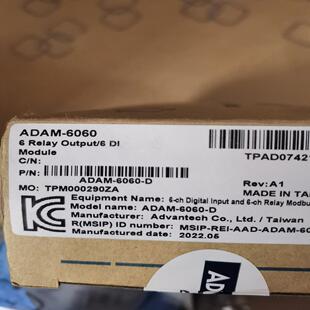 ADAM-6060
6 Relay Output/6 DI
Module
C/N:
TPAD0742
P/N:
ADAM-6060-D
Rev:A1
MO: TPM000290ZA
MADE IN TA
Equipment Name: 6-ch Digital Input and 6-ch Relay Modbu
Model name: ADAM-6060-D
Manufacturer: Advantech Co., Ltd. / Taiwan
R(MSIP) ID number: MSIP-REI-AAD-ADAM-60
Manufactured date: 2022.05
ADA